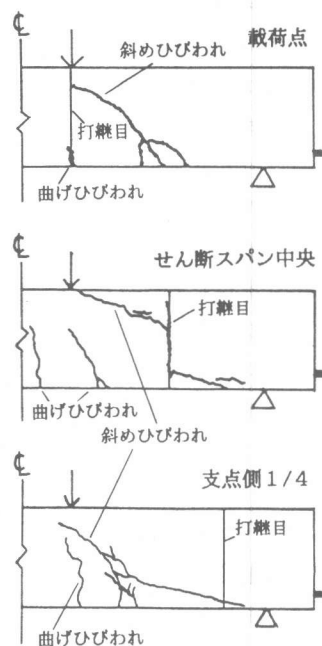 ℄
載荷点
斜めひびわれ
打継目
曲げひびわれ
℄
せん断スパン中央
打継目
曲げひびわれ
斜めひびわれ
℄
支点側1/4
打継目
曲げひびわれ